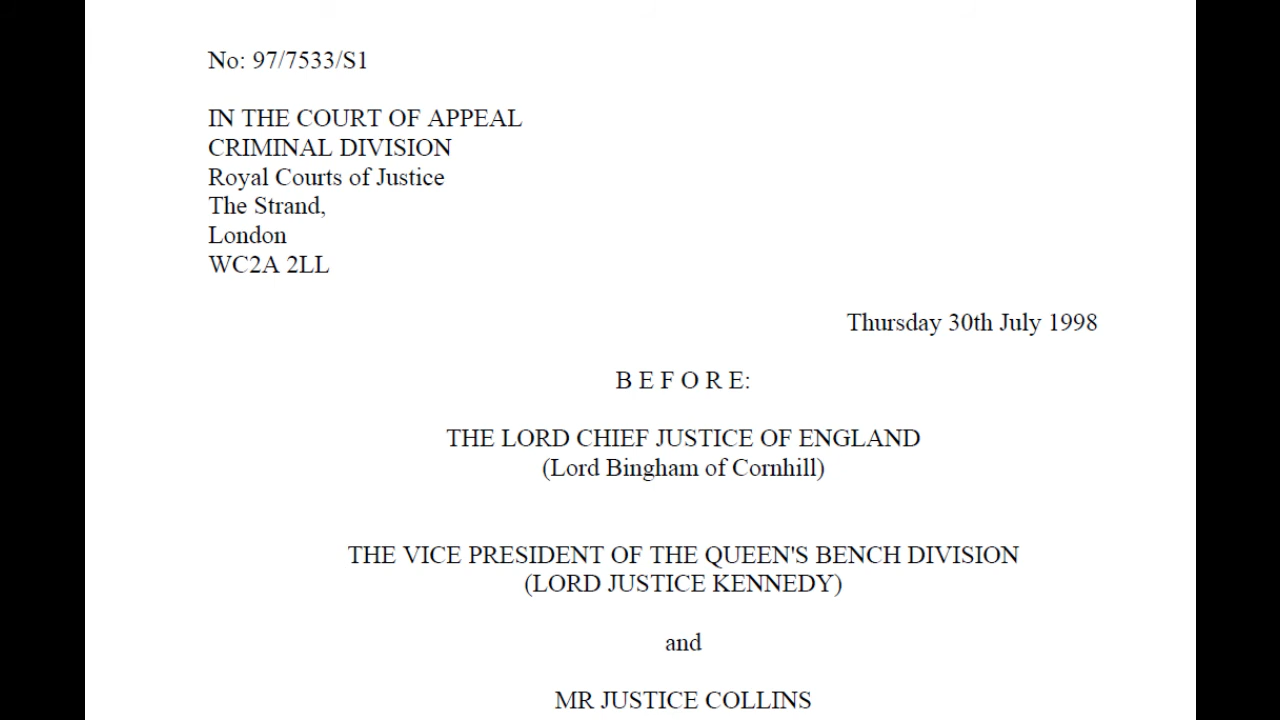 No: 97/7533/S1
IN THE COURT OF APPEAL
CRIMINAL DIVISION
Royal Courts of Justice
The Strand,
London
WC2A 2LL
Thursday 30th July 1998
B E F O R E:
THE LORD CHIEF JUSTICE OF ENGLAND
(Lord Bingham of Cornhill)
THE VICE PRESIDENT OF THE QUEEN'S BENCH DIVISION
(LORD JUSTICE KENNEDY)
and
MR JUSTICE COLLINS